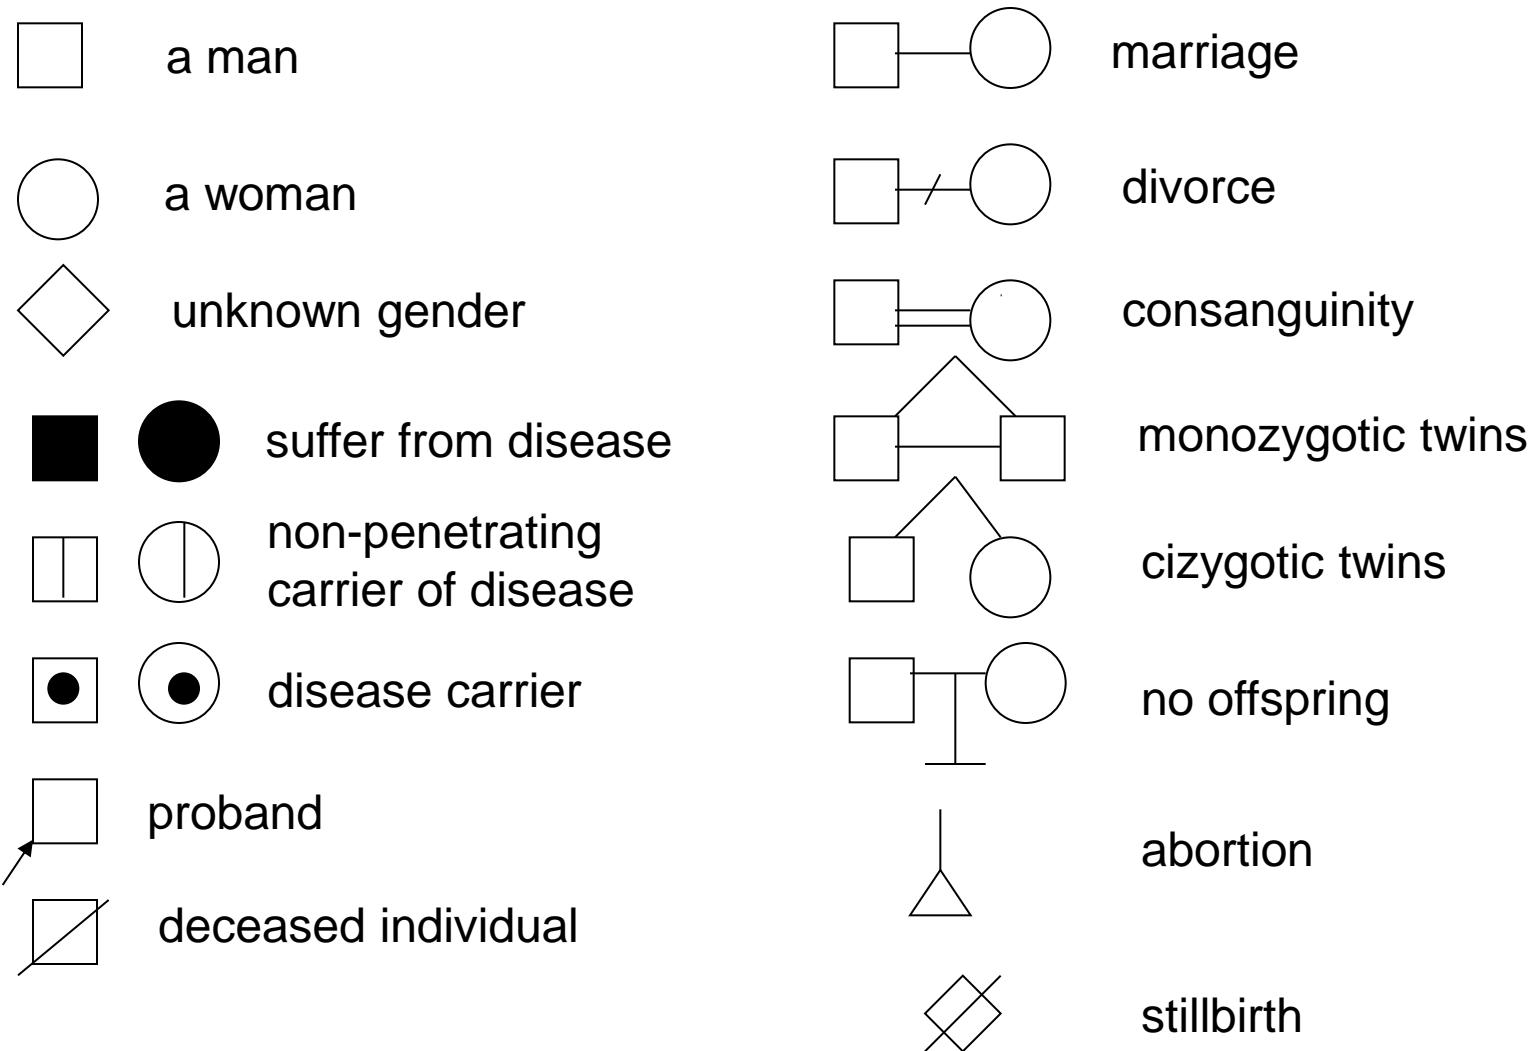 a man
a woman
unknown gender
suffer from disease
non-penetrating
carrier of disease
disease carrier
proband
deceased individual
marriage
divorce
consanguinity
monozygotic twins
cizygotic twins
no offspring
abortion
stillbirth